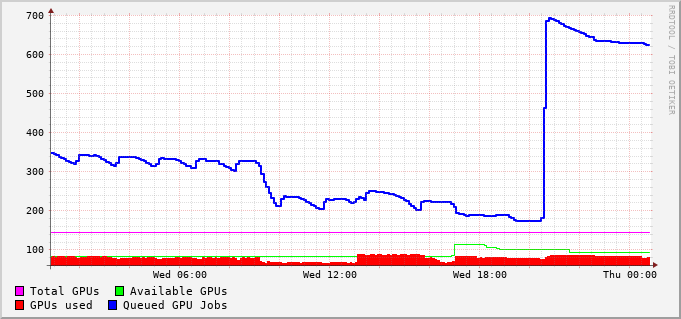 700
600
500
400
300
200
100
Wed 06:00 Wed 12:00 Wed 18:00 Thu 00:00
Total GPUs Available GPUs
GPUs used Queued GPU Jobs
RRDTOOL / TOBI OETIKER